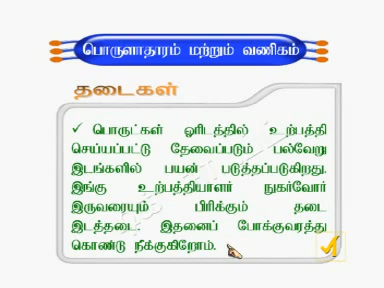 பொருளாதாரம் மற்றும் வணிகம்
தடைகள்
✓ பொருட்கள் ஓரிடத்தில் உற்பத்தி
செய்யப்பட்டு தேவைப்படும் பல்வேறு
இடங்களில் பயன் படுத்தப்படுகிறது.
இங்கு உற்பத்தியாளர் நுகர்வோர்
இருவரையும் பிரிக்கும் தடை
இடத்தடை. இதனைப் போக்குவரத்து
கொண்டு நீக்குகிறோம்.